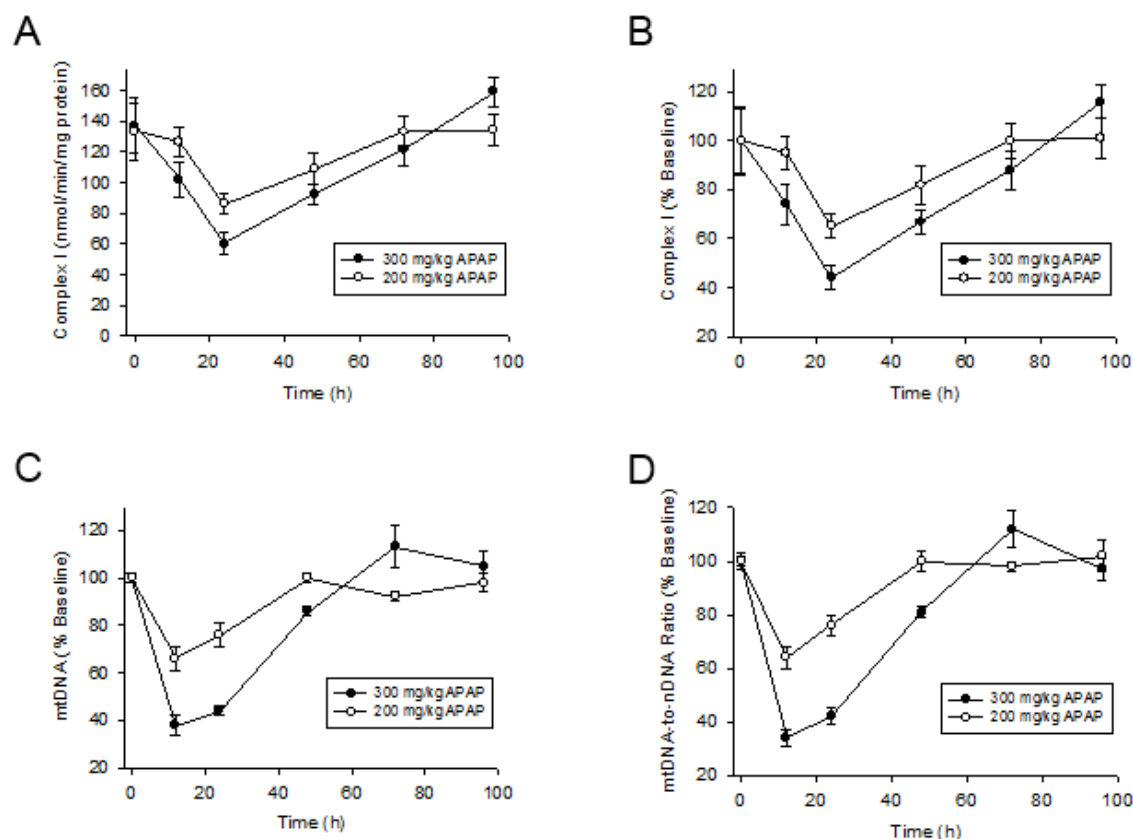 A
Complex I (nmol/min/mg protein)
160
140
120
100
80
60
40
20
0
300 mg/kg APAP
200 mg/kg APAP
0 20 40 60 80 100
Time (h)
B
Complex I (% Baseline)
120
100
80
60
40
20
300 mg/kg APAP
200 mg/kg APAP
0 20 40 60 80 100
Time (h)
C
mtDNA (% Baseline)
120
100
80
60
40
20
300 mg/kg APAP
200 mg/kg APAP
0 20 40 60 80 100
Time (h)
D
mtDNA-to-nDNA Ratio (% Baseline)
120
100
80
60
40
20
300 mg/kg APAP
200 mg/kg APAP
0 20 40 60 80 100
Time (h)